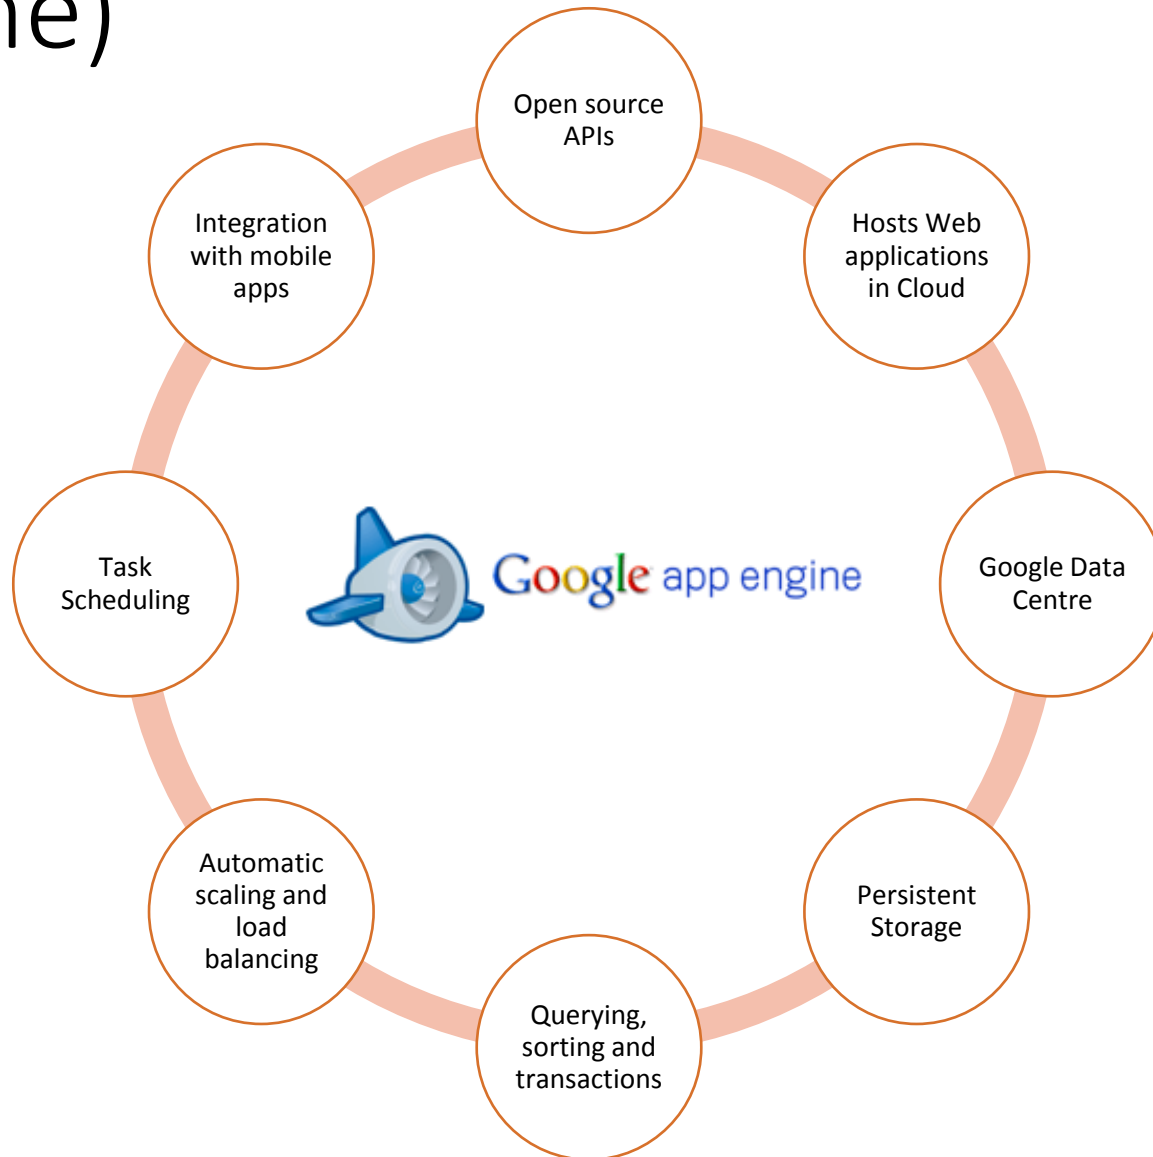 ne)
Open source
APIs
Hosts Web
applications
in Cloud
Google Data
Centre
Persistent
Storage
Querying,
sorting and
transactions
Automatic
scaling and
load
balancing
Task
Scheduling
Integration
with mobile
apps
Google app engine